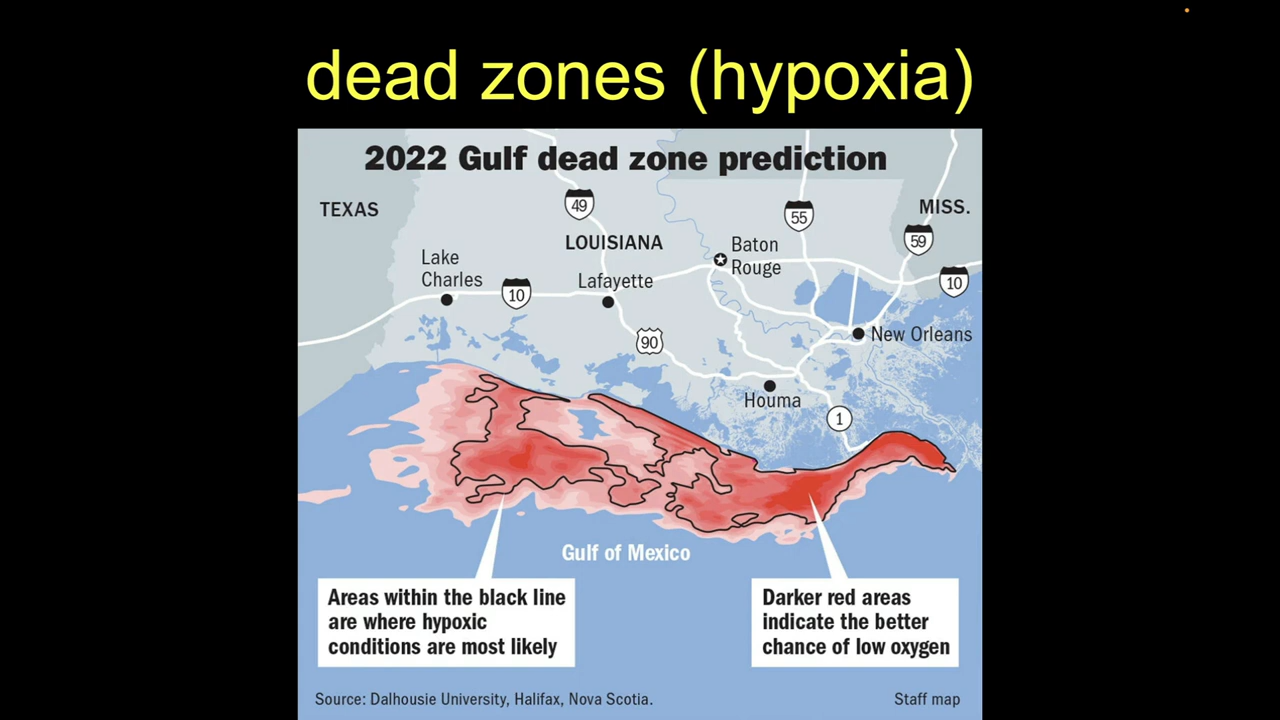 dead zones (hypoxia)
2022 Gulf dead zone prediction
TEXAS
49
55
MISS.
59
LOUISIANA
Baton
Rouge
Lake
Charles
10
Lafayette
10
90
New Orleans
Houma
1
Gulf of Mexico
Areas within the black line
are where hypoxic
conditions are most likely
Darker red areas
indicate the better
chance of low oxygen
Source: Dalhousie University, Halifax, Nova Scotia.
Staff map